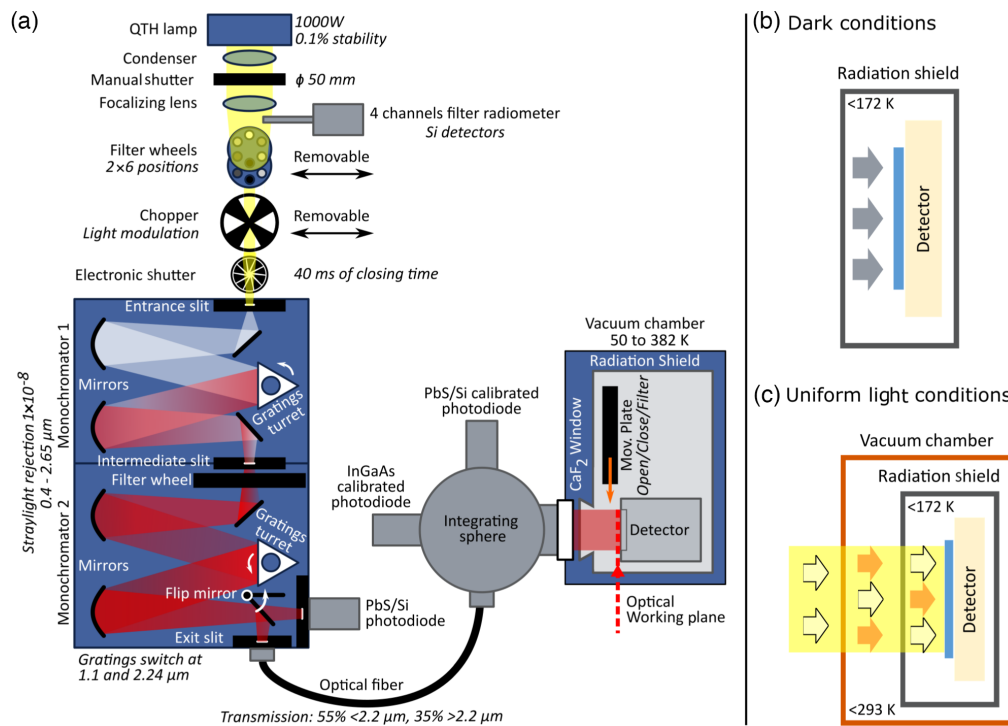 (a)
QTH lamp
1000W
0.1% stability
Condenser
Manual shutter
ϕ 50 mm
Focalizing lens
4 channels filter radiometer
Si detectors
Filter wheels
2×6 positions
Removable
Chopper
Light modulation
Removable
Electronic shutter
40 ms of closing time
Straylight rejection 1×10⁻⁸
0.4 - 2.65 µm
Monochromator 1
Entrance slit
Mirrors
Gratings
turret
Intermediate slit
Monochromator 2
Filter wheel
Gratings
turret
Mirrors
Flip mirror
PbS/Si
photodiode
Exit slit
Gratings switch at
1.1 and 2.24 µm
Optical fiber
Transmission: 55% <2.2 µm, 35% >2.2 µm
PbS/Si calibrated
photodiode
InGaAs
calibrated
photodiode
Integrating
sphere
Vacuum chamber
50 to 382 K
Radiation Shield
CaF₂ Window
Mov. Plate
Open/Close/Filter
Detector
Optical
Working plane
(b) Dark conditions
Radiation shield
<172 K
Detector
(c) Uniform light conditions
Vacuum chamber
Radiation shield
<172 K
Detector
<293 K